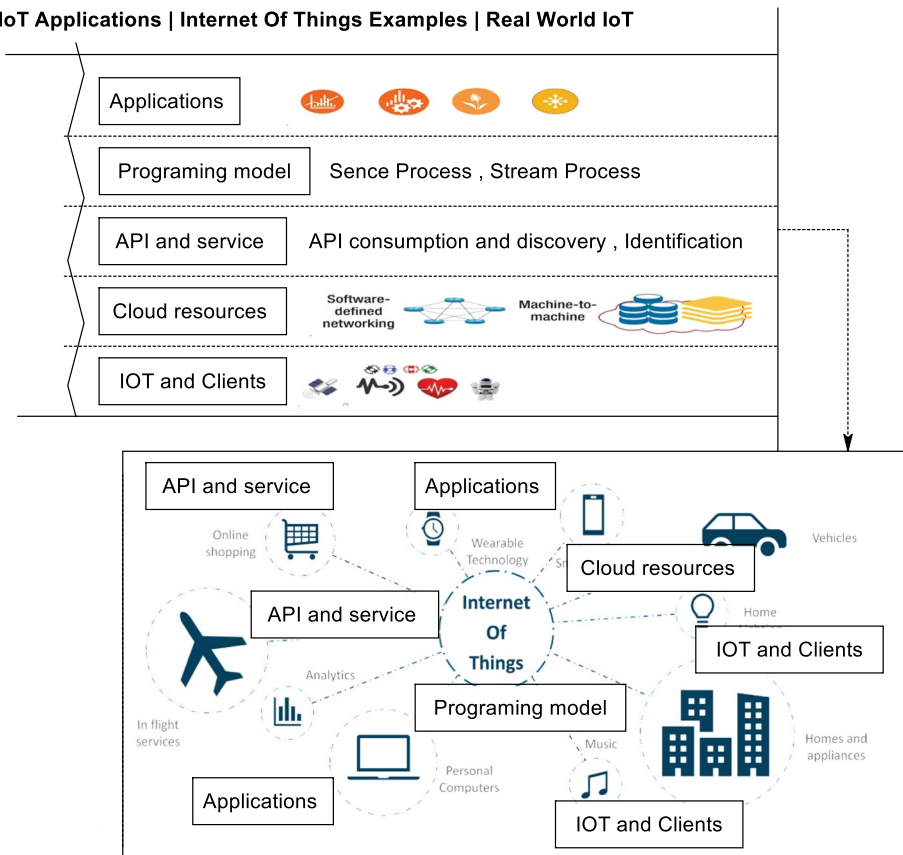 IoT Applications | Internet Of Things Examples | Real World IoT
Applications
Programing model
Sence Process , Stream Process
API and service
API consumption and discovery , Identification
Cloud resources
Software-
defined
networking
Machine-to-
machine
IOT and Clients
API and service
Applications
Online
shopping
Wearable
Technology
Vehicles
Cloud resources
API and service
Internet
Of
Things
Home
IOT and Clients
Analytics
Programing model
In flight
services
Music
Homes and
appliances
Personal
Computers
Applications
IOT and Clients